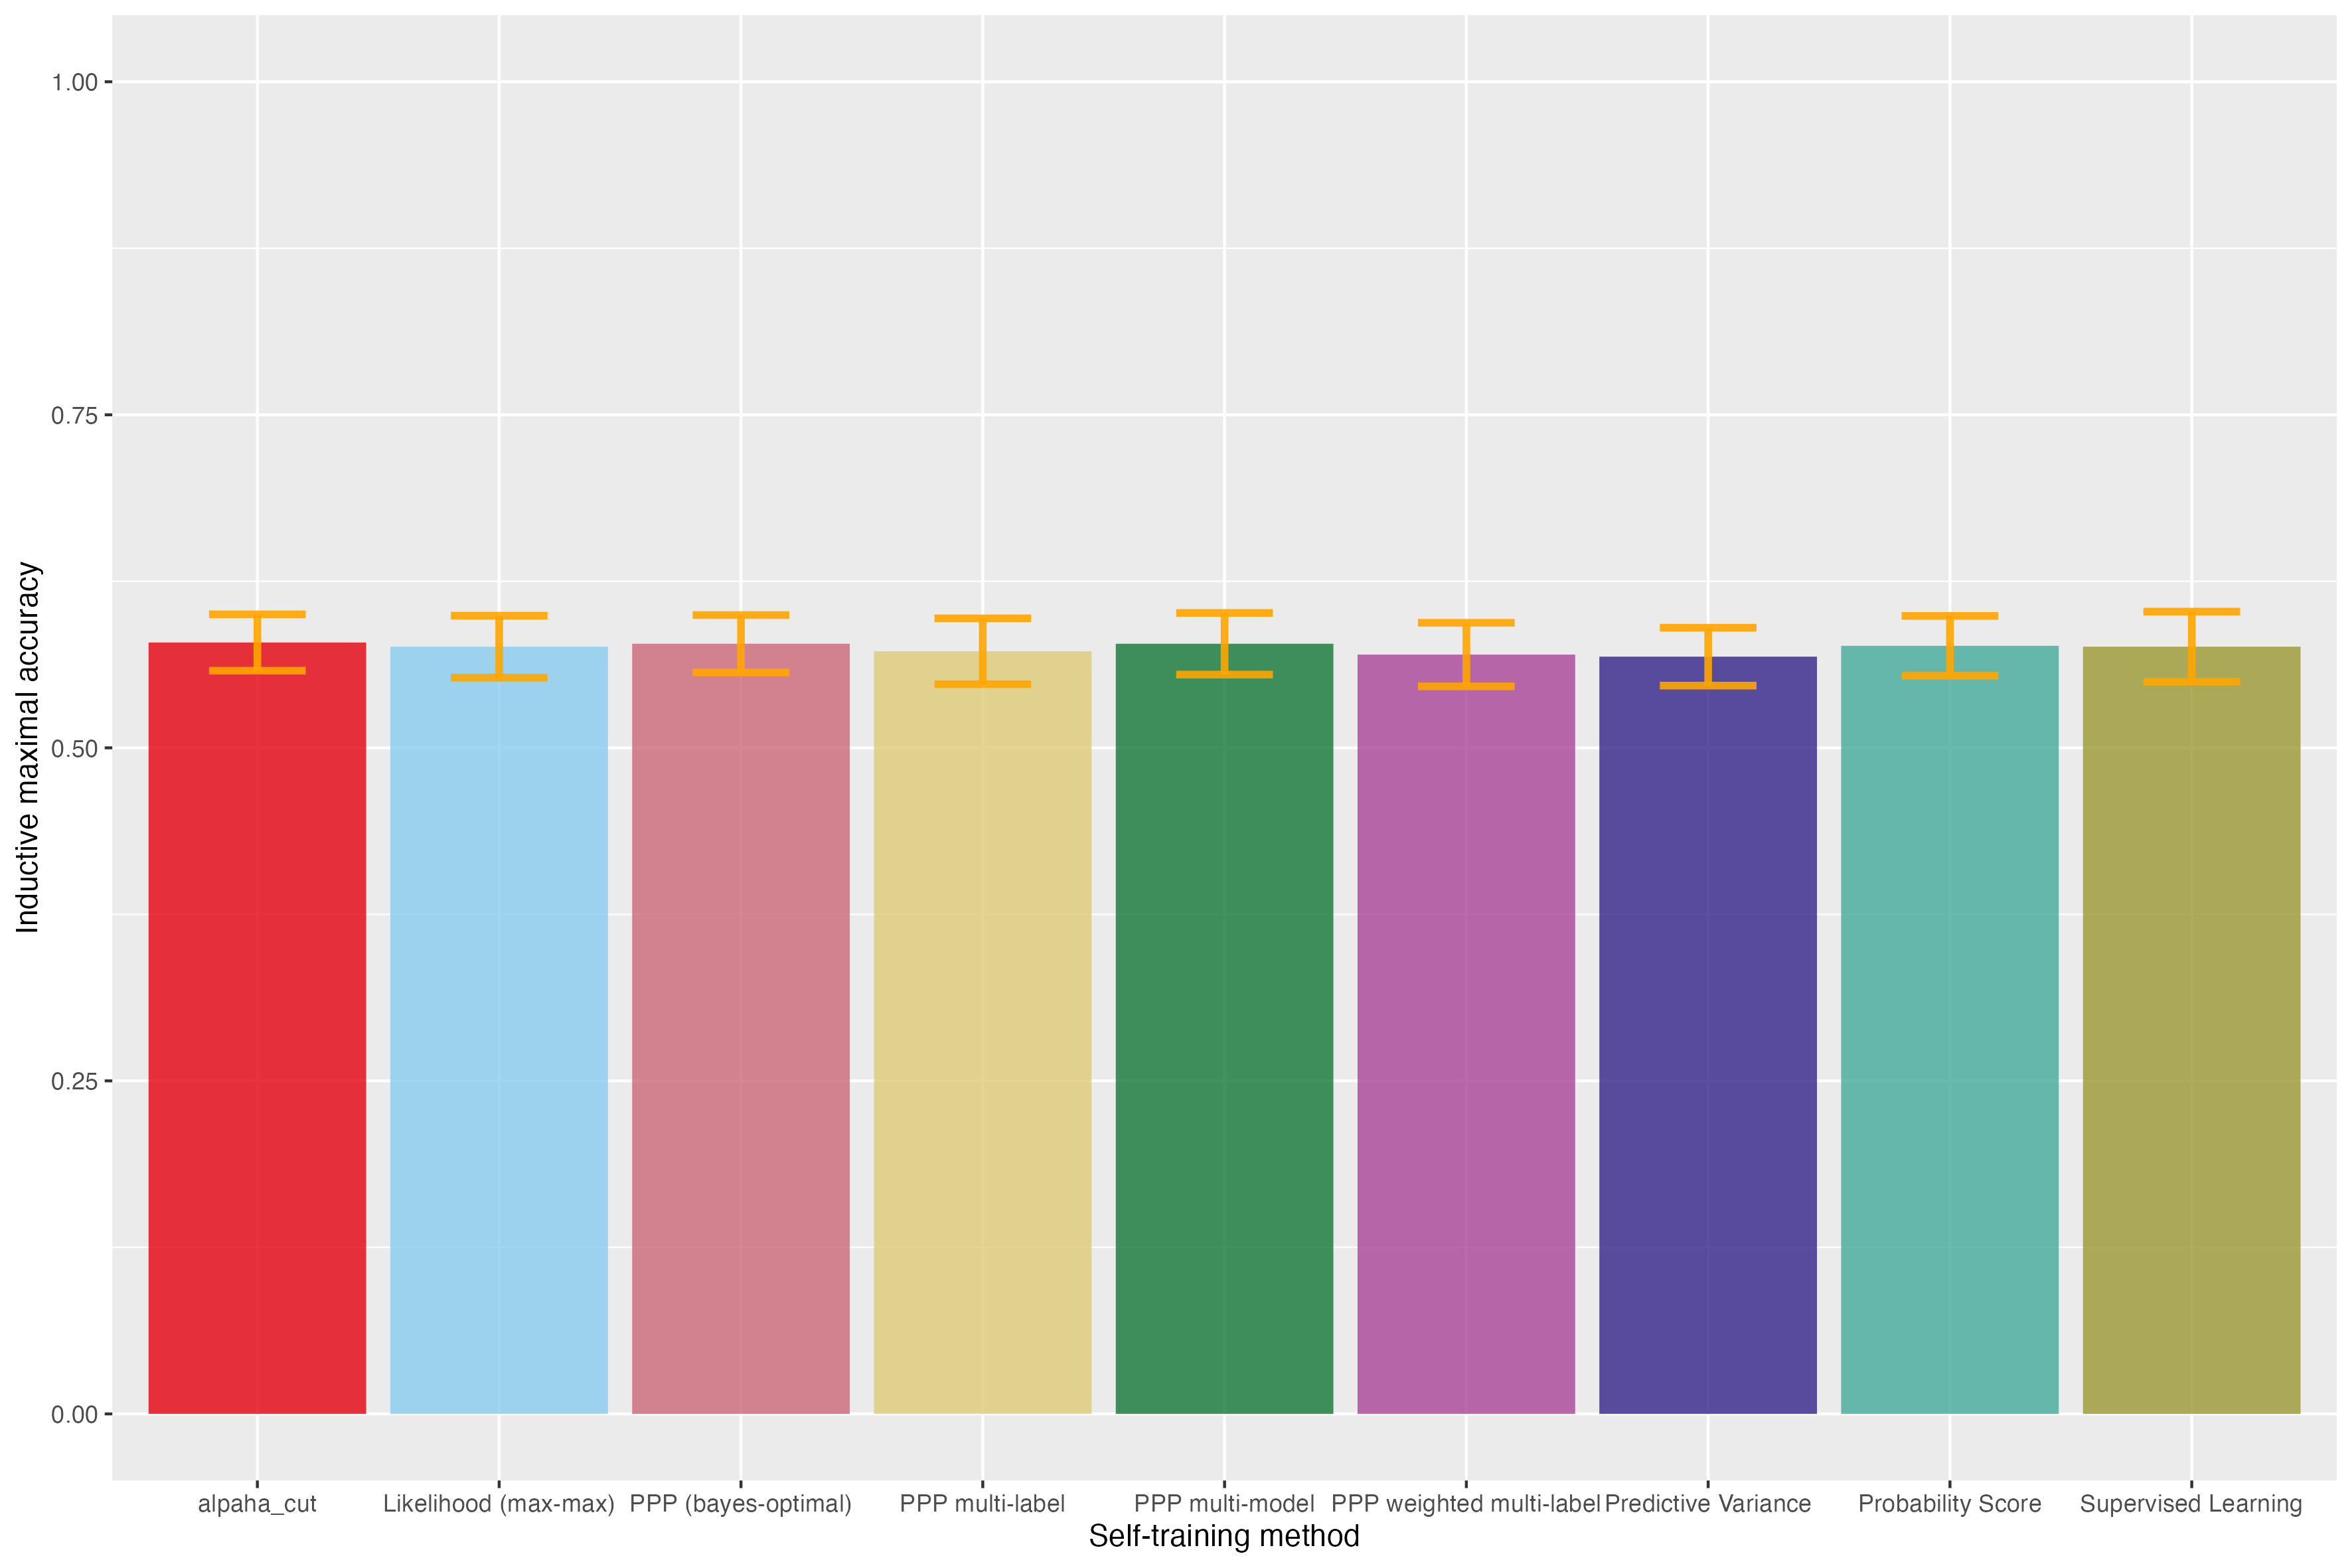 Inductive maximal accuracy
1.00
0.75
0.50
0.25
0.00
alpaha_cut Likelihood (max-max) PPP (bayes-optimal) PPP multi-label PPP multi-model PPP weighted multi-label Predictive Variance Probability Score Supervised Learning
Self-training method